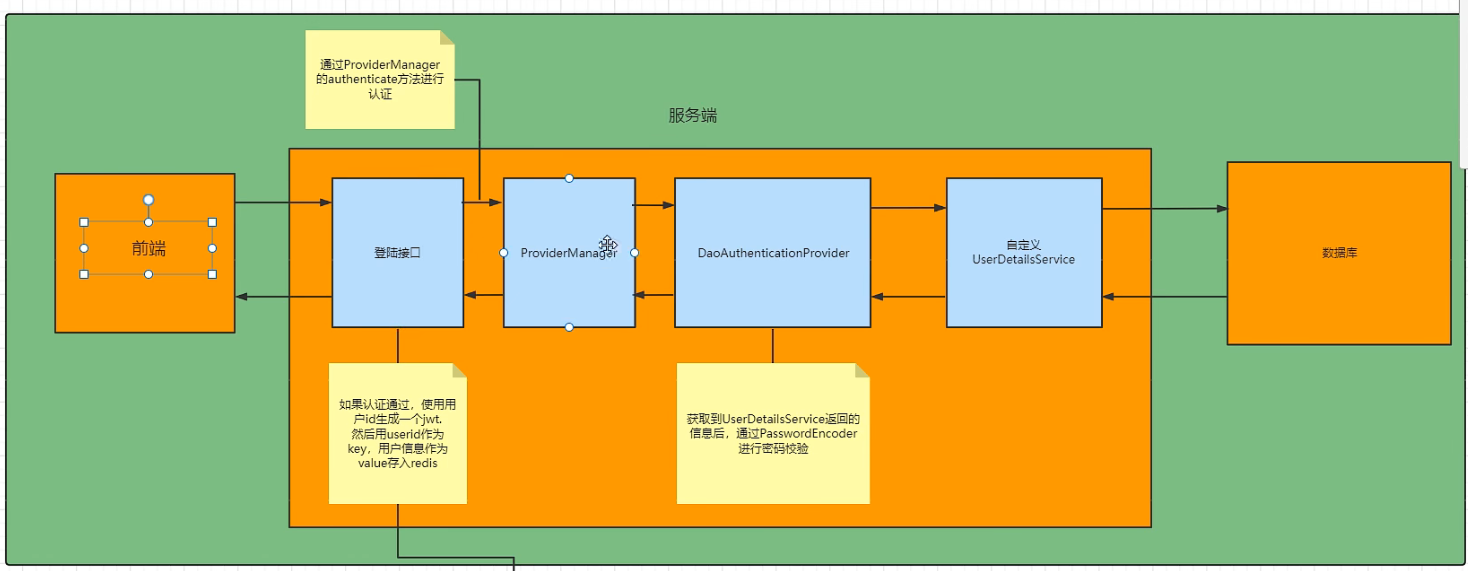 通过ProviderManager
的authenticate方法进行
认证
服务端
前端
登陆接口
ProviderManager
DaoAuthenticationProvider
自定义
UserDetailsService
数据库
如果认证通过，使用用
户id生成一个jwt.
然后用userid作为
key，用户信息作为
value存入redis
获取到UserDetailsService返回的
信息后，通过PasswordEncoder
进行密码校验